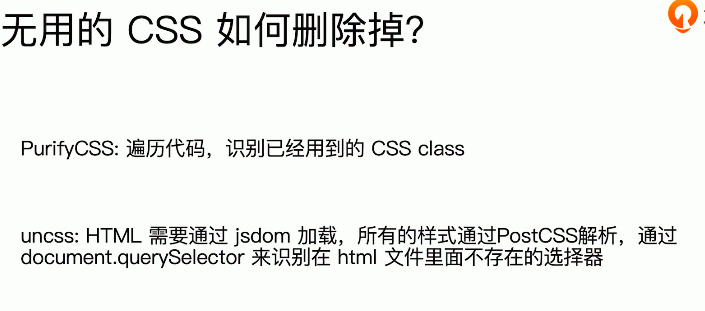 无用的 CSS 如何删除掉？
PurifyCSS: 遍历代码，识别已经用到的 CSS class
uncss: HTML 需要通过 jsdom 加载，所有的样式通过PostCSS解析，通过
document.querySelector 来识别在 html 文件里面不存在的选择器